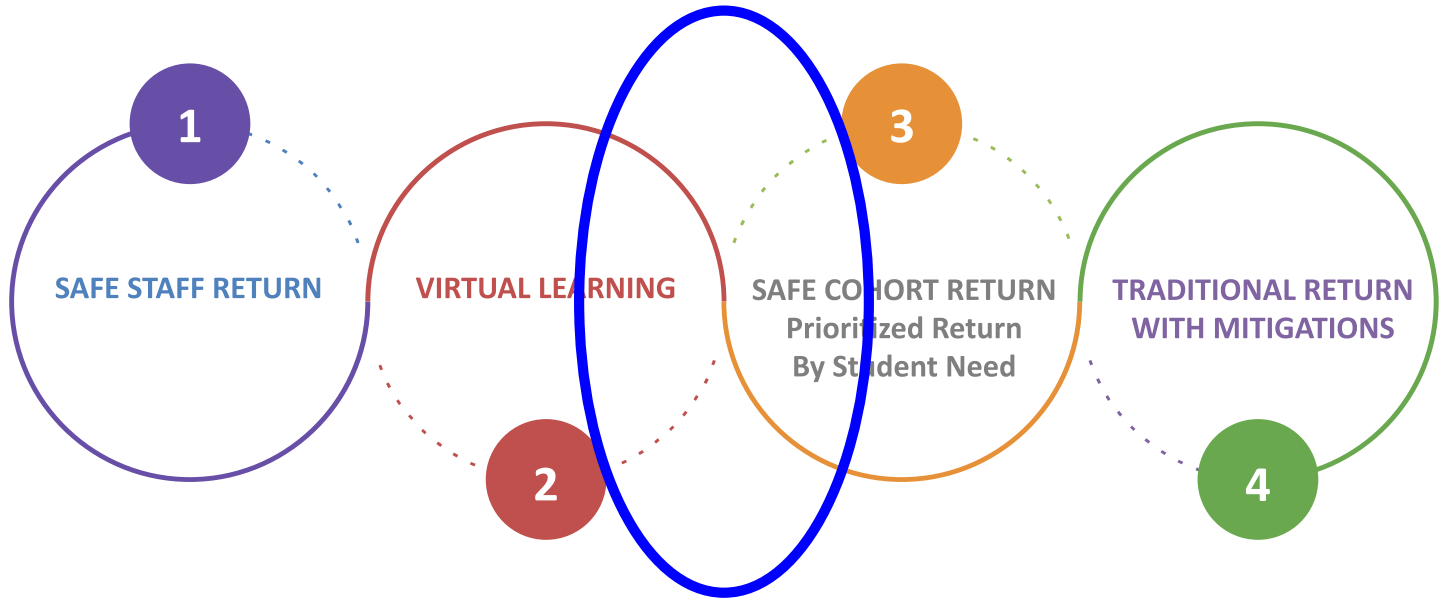 1
SAFE STAFF RETURN
VIRTUAL LEARNING
2
3
SAFE COHORT RETURN
Prioritized Return
By Student Need
TRADITIONAL RETURN
WITH MITIGATIONS
4